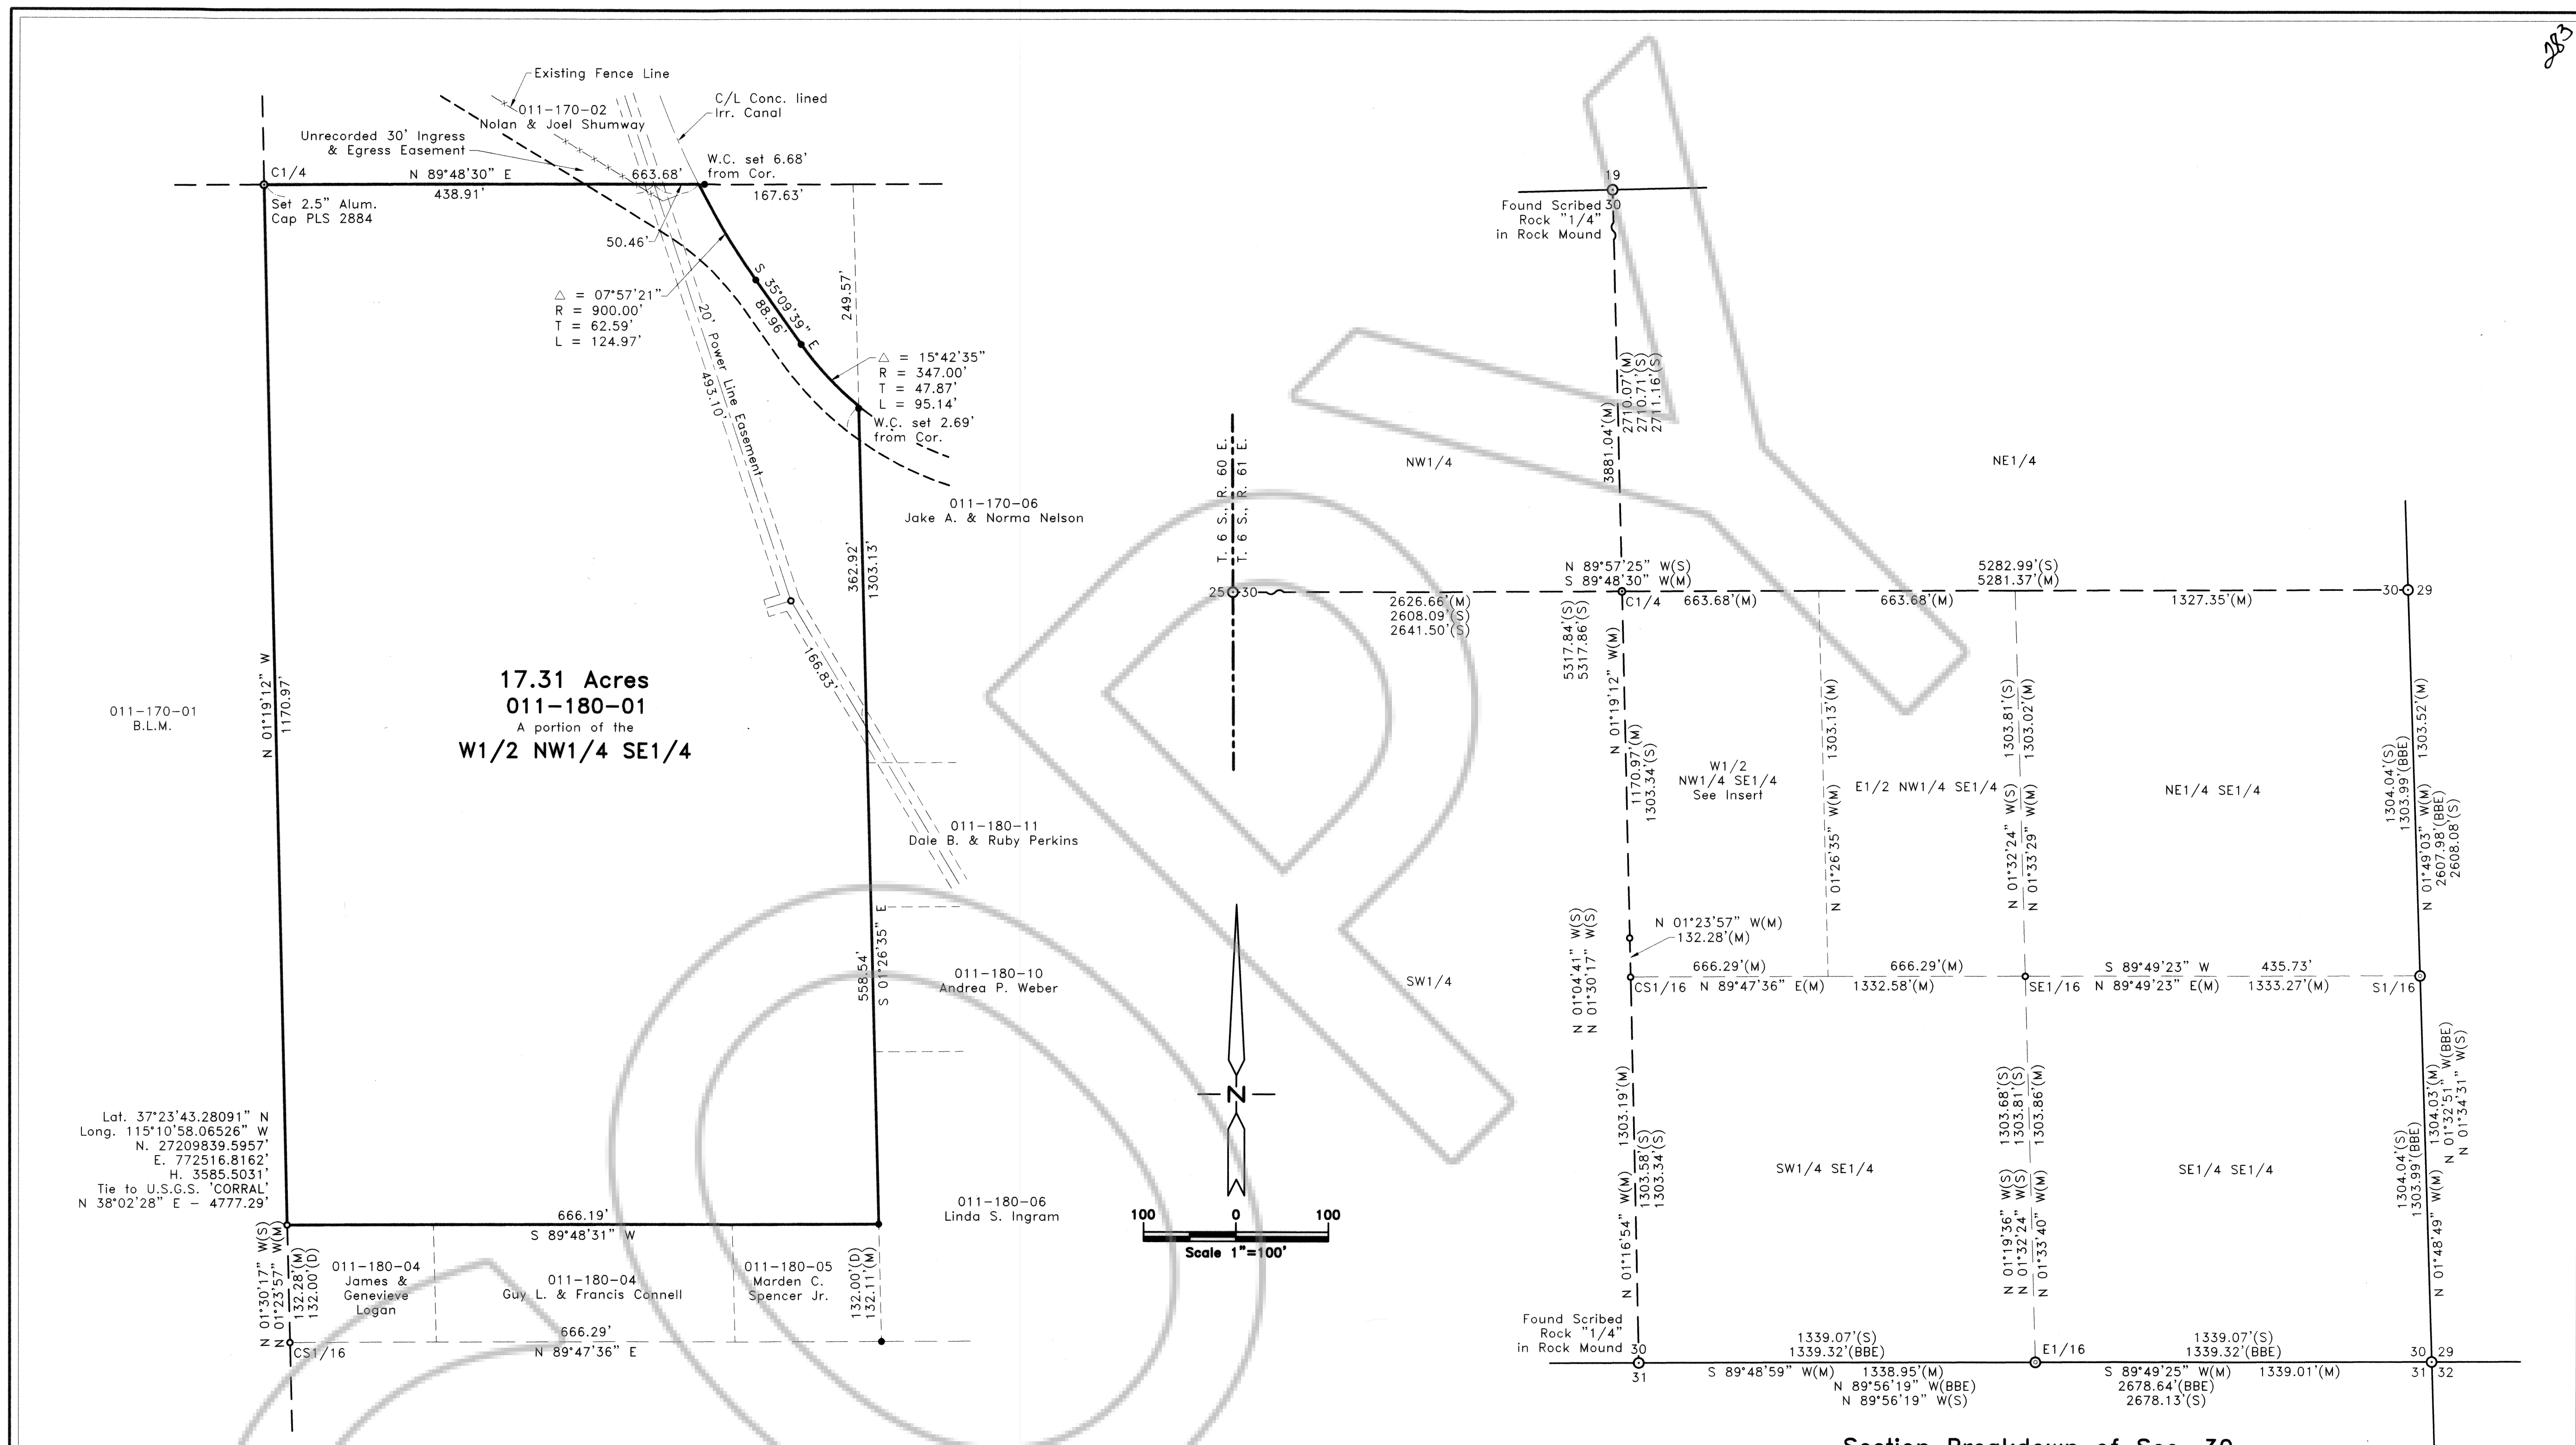 283
Existing Fence Line
011-170-02
Nolan & Joel Shumway
C/L Conc. lined
Irr. Canal
Unrecorded 30' Ingress
& Egress Easement
W.C. set 6.68'
from Cor.
C1/4
N 89°48'30" E
663.68'
438.91'
167.63'
Set 2.5" Alum.
Cap PLS 2884
50.46'
S 35°09'39" E
88.96'
249.57'
△ = 07°57'21"
R = 900.00'
T = 62.59'
L = 124.97'
20' Power Line Easement
493.10'
△ = 15°42'35"
R = 347.00'
T = 47.87'
L = 95.14'
W.C. set 2.69'
from Cor.
011-170-06
Jake A. & Norma Nelson
362.92'
1303.13'
166.83'
N 01°19'12" W
1170.97'
17.31 Acres
011-180-01
A portion of the
W1/2 NW1/4 SE1/4
011-170-01
B.L.M.
011-180-11
Dale B. & Ruby Perkins
558.54'
S 01°26'35" E
011-180-10
Andrea P. Weber
Lat. 37°23'43.28091" N
Long. 115°10'58.06526" W
N. 27209839.5957'
E. 772516.8162'
H. 3585.5031'
Tie to U.S.G.S. 'CORRAL'
N 38°02'28" E - 4777.29'
011-180-06
Linda S. Ingram
666.19'
S 89°48'31" W
N 01°30'17" W(S)
N 01°23'57" W(M)
132.28'(M)
132.00'(D)
011-180-04
James &
Genevieve
Logan
011-180-04
Guy L. & Francis Connell
011-180-05
Marden C.
Spencer Jr.
132.00'(D)
132.11'(M)
666.29'
CS1/16
N 89°47'36" E
COPY
T. 6 S., R. 60 E.
T. 6 S., R. 61 E.
N
100 0 100
Scale 1"=100'
19
30
Found Scribed
Rock "1/4"
in Rock Mound
3881.04'(M)
2710.07'(M)
2710.71'(S)
2711.16'(S)
NW1/4
NE1/4
N 89°57'25" W(S)
S 89°48'30" W(M)
5282.99'(S)
5281.37'(M)
25 30
2626.66'(M)
2608.09'(S)
2641.50'(S)
C1/4
663.68'(M)
663.68'(M)
1327.35'(M)
30 29
5317.84'(S)
5317.86'(S)
N 01°19'12" W(M)
1170.97'(M)
1303.34'(S)
W1/2
NW1/4 SE1/4
See Insert
N 01°26'35" W(M) 1303.13'(M)
E1/2 NW1/4 SE1/4
N 01°32'24" W(S) 1303.81'(S)
N 01°33'29" W(M) 1303.02'(M)
NE1/4 SE1/4
1304.04'(S)
1303.99'(BBE)
N 01°49'03" W(M) 1303.52'(M)
2607.98'(BBE)
2608.08'(S)
N 01°23'57" W(M)
132.28'(M)
SW1/4
N 01°04'41" W(S)
N 01°30'17" W(S)
666.29'(M)
666.29'(M)
S 89°49'23" W 435.73'
CS1/16
N 89°47'36" E(M) 1332.58'(M)
SE1/16
N 89°49'23" E(M) 1333.27'(M)
S1/16
N 01°16'54" W(M) 1303.19'(M)
1303.58'(S)
1303.34'(S)
SW1/4 SE1/4
N 01°19'36" W(S) 1303.68'(S)
N 01°32'24" W(S) 1303.81'(S)
N 01°33'40" W(M) 1303.86'(M)
SE1/4 SE1/4
1304.04'(S)
1303.99'(BBE)
N 01°48'49" W(M) 1304.03'(M)
N 01°32'51" W(BBE)
N 01°34'31" W(S)
Found Scribed
Rock "1/4"
in Rock Mound
30
31
1339.07'(S)
1339.32'(BBE)
E1/16
1339.07'(S)
1339.32'(BBE)
30 29
31 32
S 89°48'59" W(M) 1338.95'(M)
N 89°56'19" W(BBE)
N 89°56'19" W(S)
S 89°49'25" W(M) 1339.01'(M)
2678.64'(BBE)
2678.13'(S)
Section Breakdown of Sec. 30